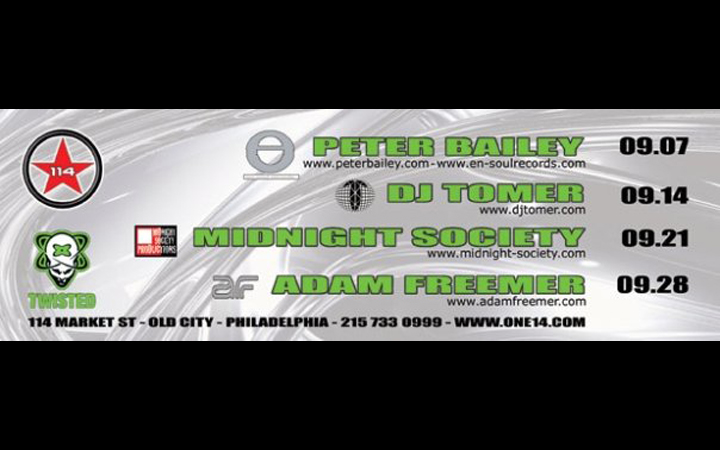 114
PETER BAILEY 09.07
www.peterbailey.com - www.en-soulrecords.com
DJ TOMER 09.14
www.djtomer.com
MIDNIGHT SOCIETY 09.21
www.midnight-society.com
TWISTED
ADAM FREEMER 09.28
www.adamfreemer.com
114 MARKET ST - OLD CITY - PHILADELPHIA - 215 733 0999 - WWW.ONE14.COM